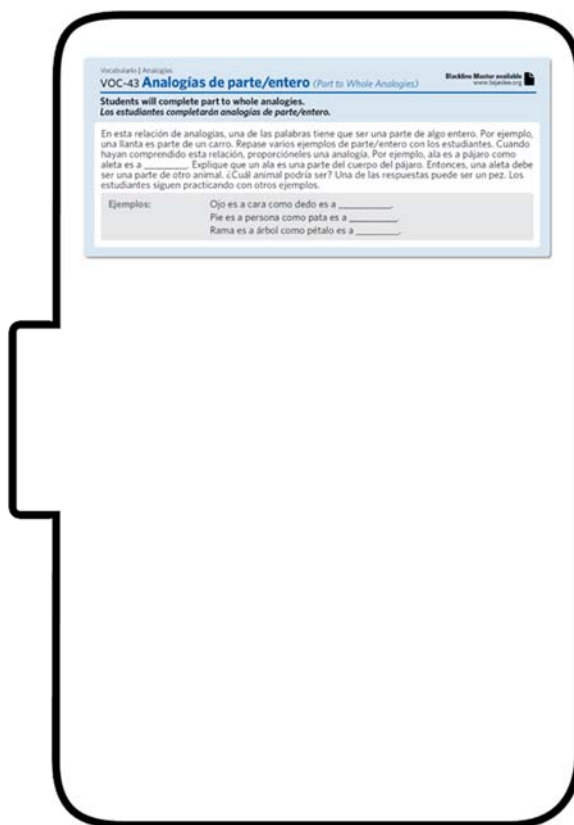 Vocabulario | Analogías
VOC-43 Analogías de parte/entero (Part to Whole Analogies)
Blackline Master available
www.lejardee.org
Students will complete part to whole analogies.
Los estudiantes completarán analogías de parte/entero.
En esta relación de analogías, una de las palabras tiene que ser una parte de algo entero. Por ejemplo,
una llanta es parte de un carro. Repase varios ejemplos de parte/entero con los estudiantes. Cuando
hayan comprendido esta relación, proporcióneles una analogía. Por ejemplo, ala es a pájaro como
aleta es a ________. Explique que un ala es una parte del cuerpo del pájaro. Entonces, una aleta debe
ser una parte de otro animal. ¿Cuál animal podría ser? Una de las respuestas puede ser un pez. Los
estudiantes siguen practicando con otros ejemplos.
Ejemplos: Ojo es a cara como dedo es a __________.
Pie es a persona como pata es a _________.
Rama es a árbol como pétalo es a ________.